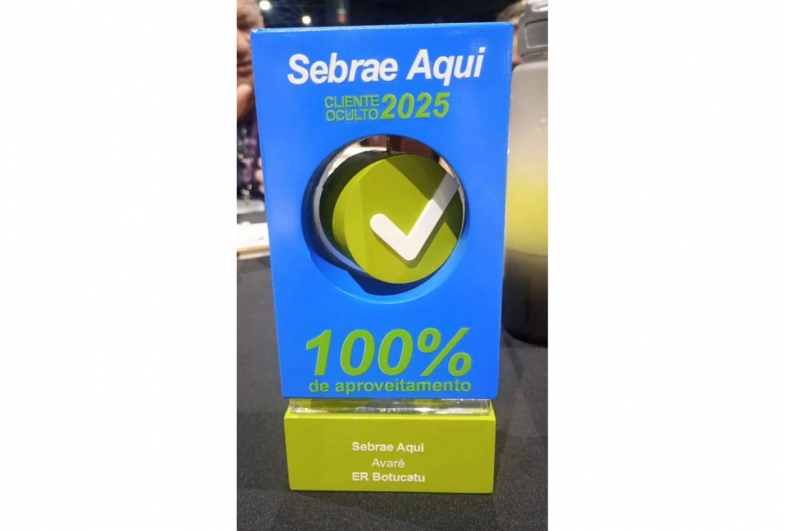 Sebrae Aqui
CLIENTE
OCULTO 2025
100%
de aproveitamento
Sebrae Aqui
Avaré
ER Botucatu